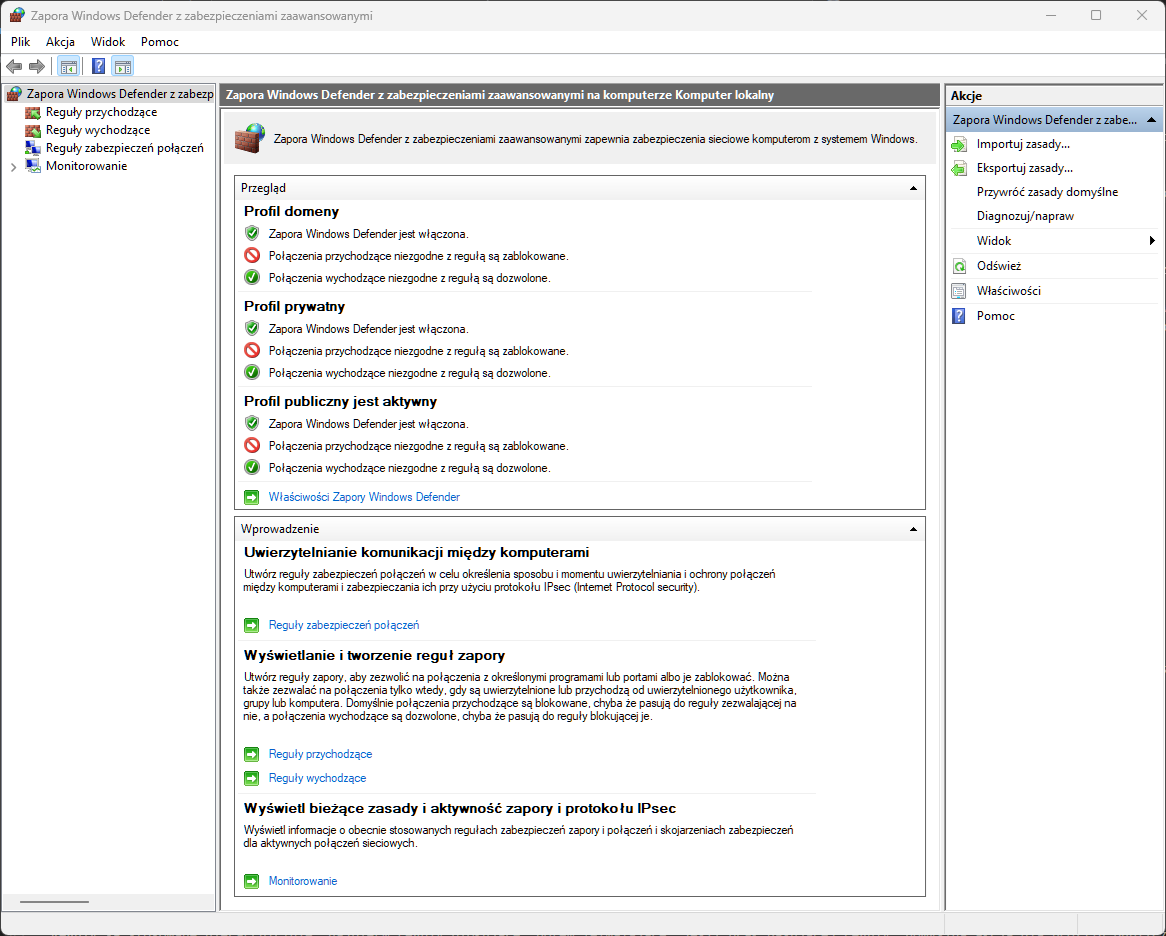 Zapora Windows Defender z zabezpieczeniami zaawansowanymi
Plik Akcja Widok Pomoc
Zapora Windows Defender z zabezp
Reguły przychodzące
Reguły wychodzące
Reguły zabezpieczeń połączeń
Monitorowanie
Zapora Windows Defender z zabezpieczeniami zaawansowanymi na komputerze Komputer lokalny
Zapora Windows Defender z zabezpieczeniami zaawansowanymi zapewnia zabezpieczenia sieciowe komputerom z systemem Windows.
Przegląd
Profil domeny
Zapora Windows Defender jest włączona.
Połączenia przychodzące niezgodne z regułą są zablokowane.
Połączenia wychodzące niezgodne z regułą są dozwolone.
Profil prywatny
Zapora Windows Defender jest włączona.
Połączenia przychodzące niezgodne z regułą są zablokowane.
Połączenia wychodzące niezgodne z regułą są dozwolone.
Profil publiczny jest aktywny
Zapora Windows Defender jest włączona.
Połączenia przychodzące niezgodne z regułą są zablokowane.
Połączenia wychodzące niezgodne z regułą są dozwolone.
Właściwości Zapory Windows Defender
Wprowadzenie
Uwierzytelnianie komunikacji między komputerami
Utwórz reguły zabezpieczeń połączeń w celu określenia sposobu i momentu uwierzytelniania i ochrony połączeń
między komputerami i zabezpieczania ich przy użyciu protokołu IPsec (Internet Protocol security).
Reguły zabezpieczeń połączeń
Wyświetlanie i tworzenie reguł zapory
Utwórz reguły zapory, aby zezwolić na połączenia z określonymi programami lub portami albo je zablokować. Można
także zezwalać na połączenia tylko wtedy, gdy są uwierzytelnione lub przychodzą od uwierzytelnionego użytkownika,
grupy lub komputera. Domyślnie połączenia przychodzące są blokowane, chyba że pasują do reguły zezwalającej na
nie, a połączenia wychodzące są dozwolone, chyba że pasują do reguły blokującej je.
Reguły przychodzące
Reguły wychodzące
Wyświetl bieżące zasady i aktywność zapory i protokołu IPsec
Wyświetl informacje o obecnie stosowanych regułach zabezpieczeń zapory i połączeń i skojarzeniach zabezpieczeń
dla aktywnych połączeń sieciowych.
Monitorowanie
Akcje
Zapora Windows Defender z zabe...
Importuj zasady...
Eksportuj zasady...
Przywróć zasady domyślne
Diagnozuj/napraw
Widok
Odśwież
Właściwości
Pomoc